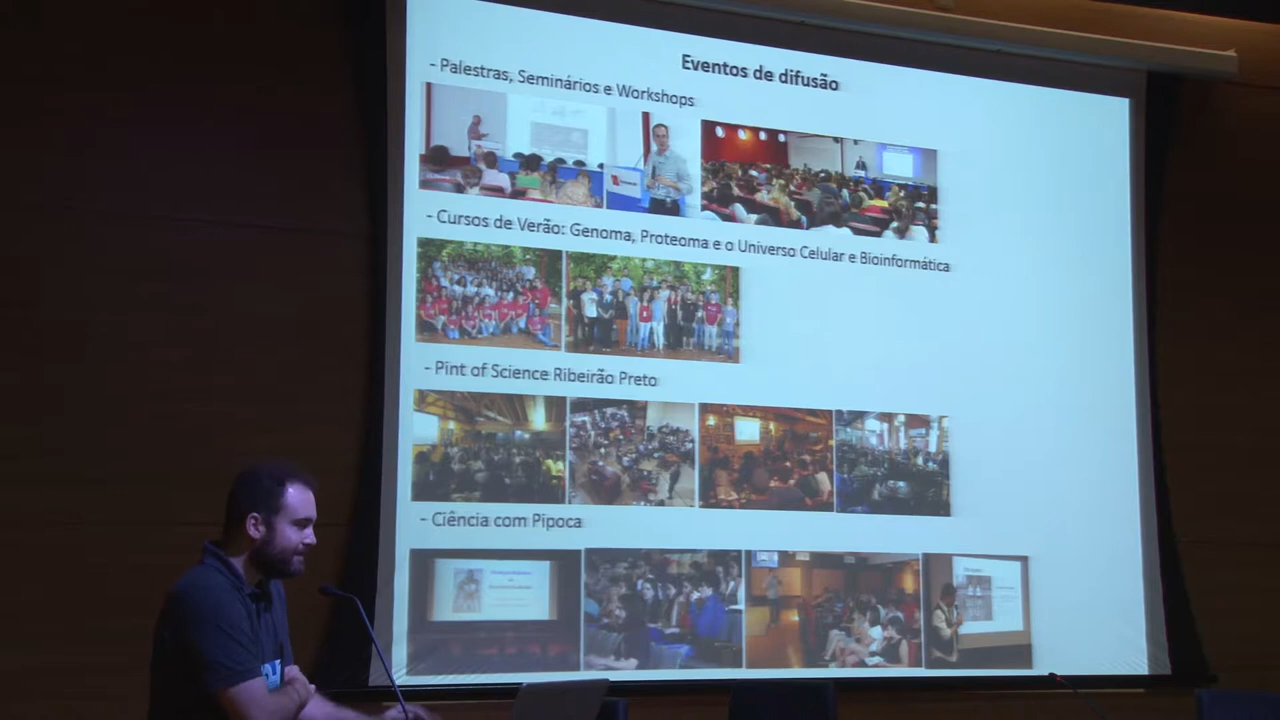 Eventos de difusão
- Palestras, Seminários e Workshops
- Cursos de Verão: Genoma, Proteoma e o Universo Celular e Bioinformática
- Pint of Science Ribeirão Preto
- Ciência com Pipoca